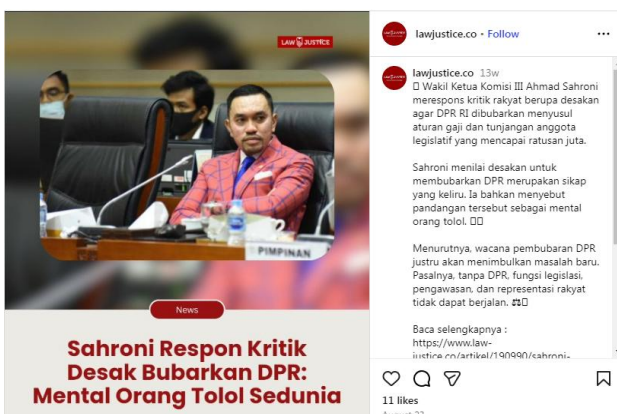 LAW JUSTICE
PIMPINAN
News
Sahroni Respon Kritik
Desak Bubarkan DPR:
Mental Orang Tolol Sedunia
lawjustice.co • Follow
lawjustice.co 13w
Wakil Ketua Komisi III Ahmad Sahroni
merespons kritik rakyat berupa desakan
agar DPR RI dibubarkan menyusul
aturan gaji dan tunjangan anggota
legislatif yang mencapai ratusan juta.
Sahroni menilai desakan untuk
membubarkan DPR merupakan sikap
yang keliru. Ia bahkan menyebut
pandangan tersebut sebagai mental
orang tolol.
Menurutnya, wacana pembubaran DPR
justru akan menimbulkan masalah baru.
Pasalnya, tanpa DPR, fungsi legislasi,
pengawasan, dan representasi rakyat
tidak dapat berjalan.
Baca selengkapnya :
https://www.law-
justice.co/artikel/190990/sahroni-
11 likes